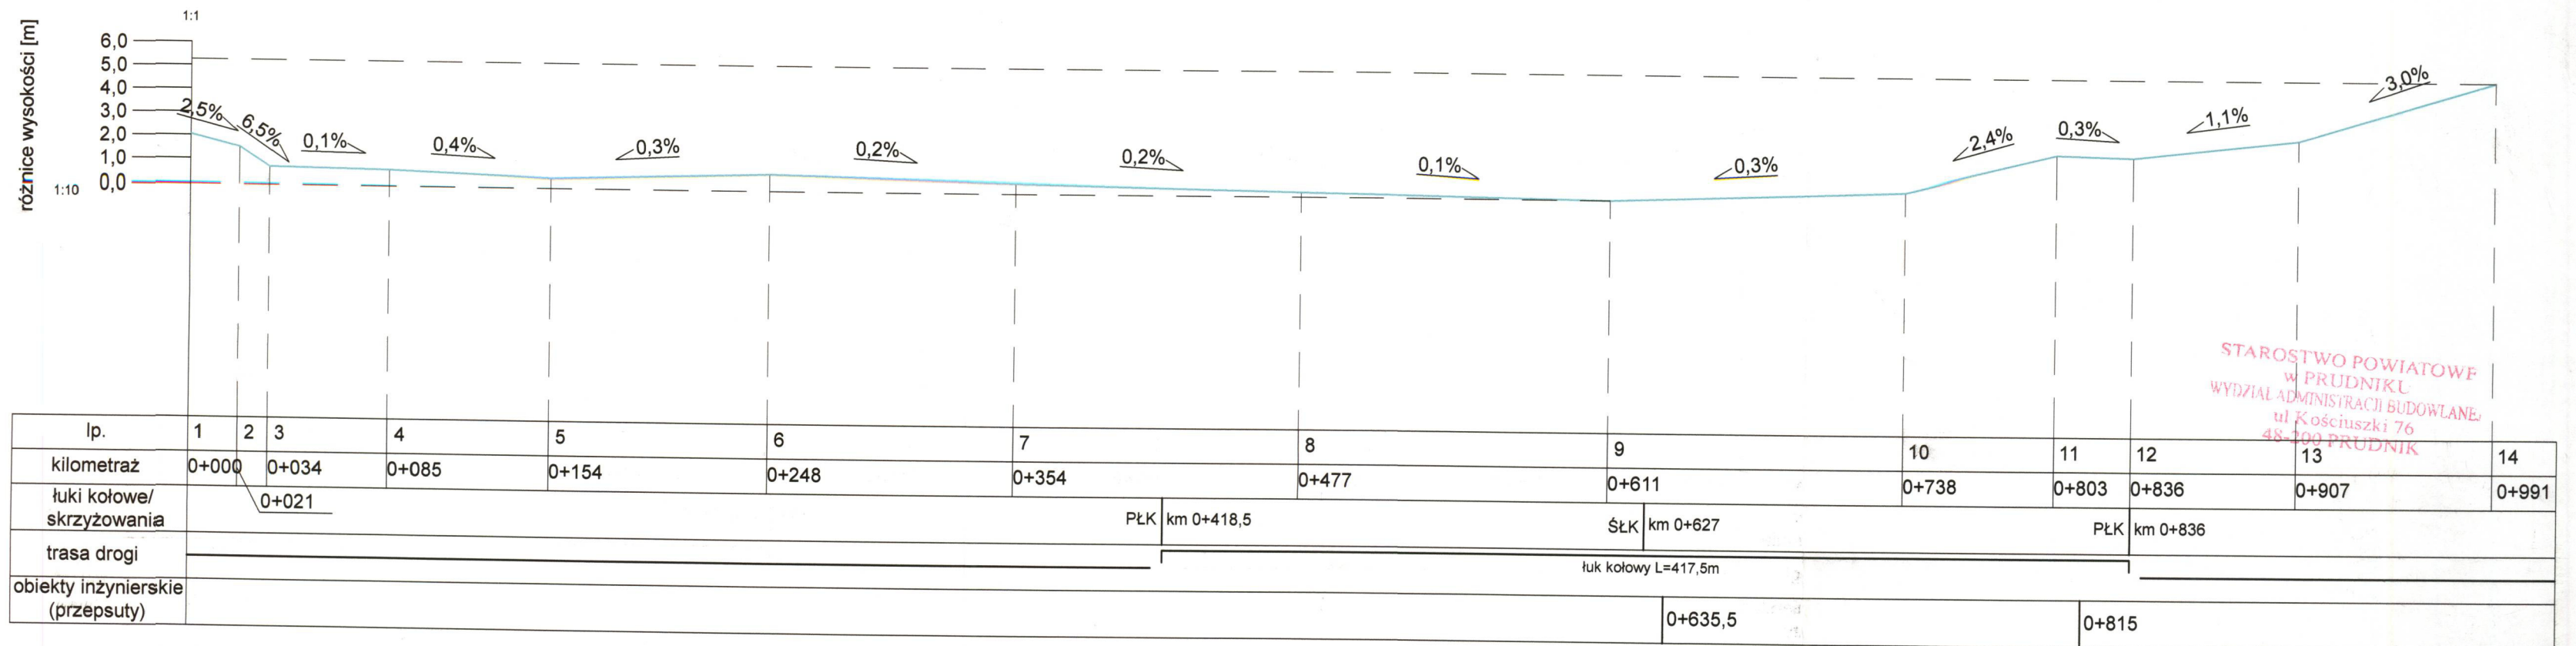 1:1
różnice wysokości [m]
6,0
5,0
4,0
3,0
2,0
1,0
0,0
1:10
2,5% 6,5% 0,1% 0,4% 0,3% 0,2% 0,2% 0,1% 0,3% 2,4% 0,3% 1,1% 3,0%
STAROSTWO POWIATOWE
w PRUDNIKU
WYDZIAŁ ADMINISTRACJI BUDOWLANEJ
ul Kościuszki 76
48-200 PRUDNIK
lp. 1 2 3 4 5 6 7 8 9 10 11 12 13 14
kilometraż 0+000 0+034 0+085 0+154 0+248 0+354 0+477 0+611 0+738 0+803 0+836 0+907 0+991
0+021
łuki kołowe/
skrzyżowania
PŁK km 0+418,5 ŚŁK km 0+627 PŁK km 0+836
trasa drogi
łuk kołowy L=417,5m
obiekty inżynierskie
(przepsuty)
0+635,5 0+815